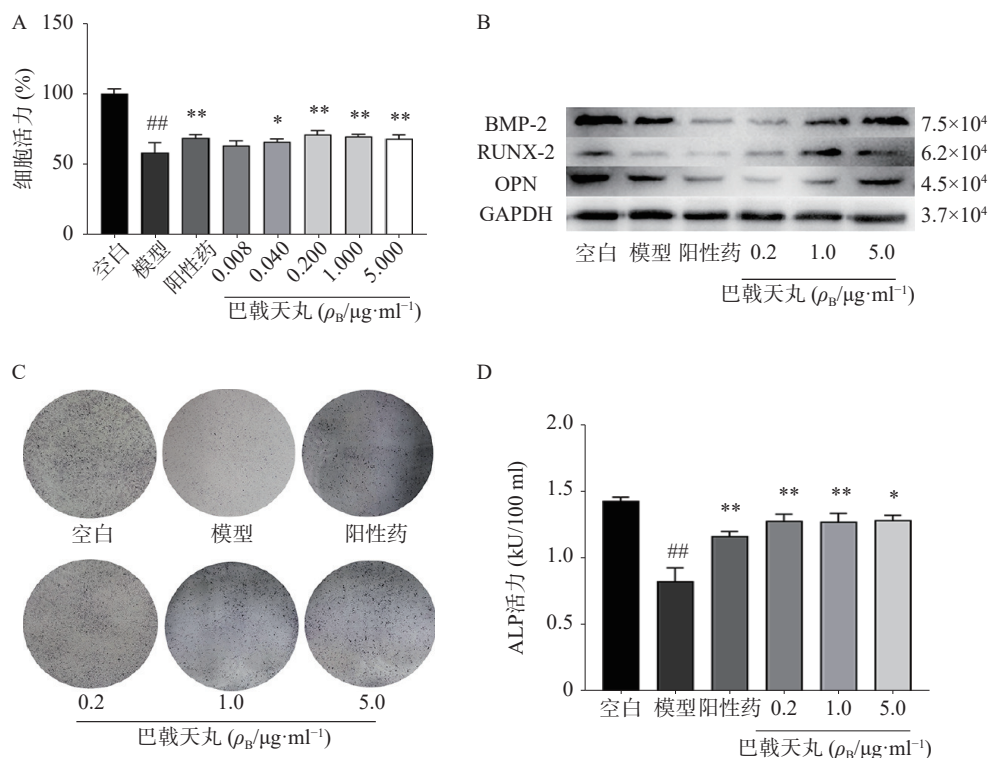 A
150
100
50
0
细胞活力 (%)
##
**
*
**
**
**
空白
模型
阳性药
0.008
0.040
0.200
1.000
5.000
巴戟天丸 (ρB/μg·ml⁻¹)
B
BMP-2
7.5×10⁴
RUNX-2
6.2×10⁴
OPN
4.5×10⁴
GAPDH
3.7×10⁴
空白 模型 阳性药 0.2 1.0 5.0
巴戟天丸 (ρB/μg·ml⁻¹)
C
空白 模型 阳性药
0.2 1.0 5.0
巴戟天丸 (ρB/μg·ml⁻¹)
D
2.0
1.5
1.0
0.5
0
ALP活力 (kU/100 ml)
##
**
**
**
*
空白 模型 阳性药 0.2 1.0 5.0
巴戟天丸 (ρB/μg·ml⁻¹)